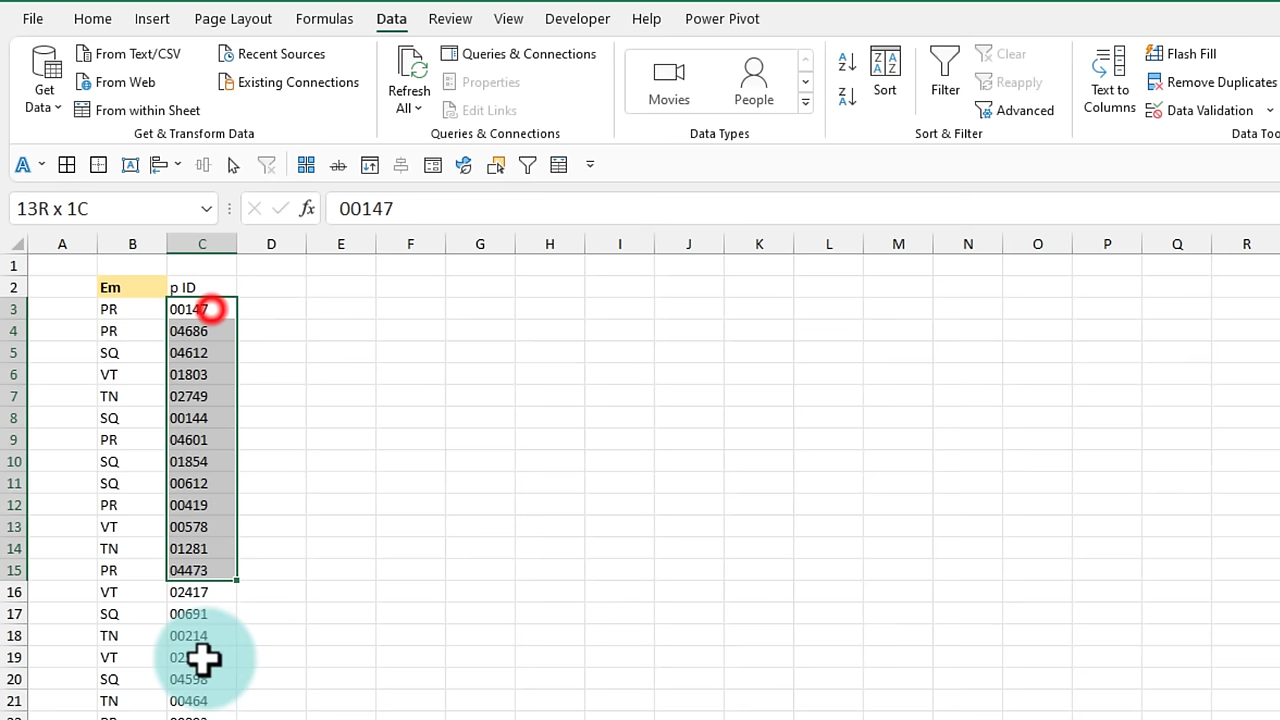 File Home Insert Page Layout Formulas Data Review View Developer Help Power Pivot
Get Data
From Text/CSV
From Web
From within Sheet
Recent Sources
Existing Connections
Get & Transform Data
Refresh All
Queries & Connections
Properties
Edit Links
Queries & Connections
Movies
People
Data Types
Sort
Filter
Clear
Reapply
Advanced
Sort & Filter
Text to Columns
Flash Fill
Remove Duplicates
Data Validation
Data Too
13R x 1C fx 00147
A B C D E F G H I J K L M N O P Q R
1
2 Em p ID
3 PR 00147
4 PR 04686
5 SQ 04612
6 VT 01803
7 TN 02749
8 SQ 00144
9 PR 04601
10 SQ 01854
11 SQ 00612
12 PR 00419
13 VT 00578
14 TN 01281
15 PR 04473
16 VT 02417
17 SQ 00691
18 TN 00214
19 VT
20 SQ 04598
21 TN 00464